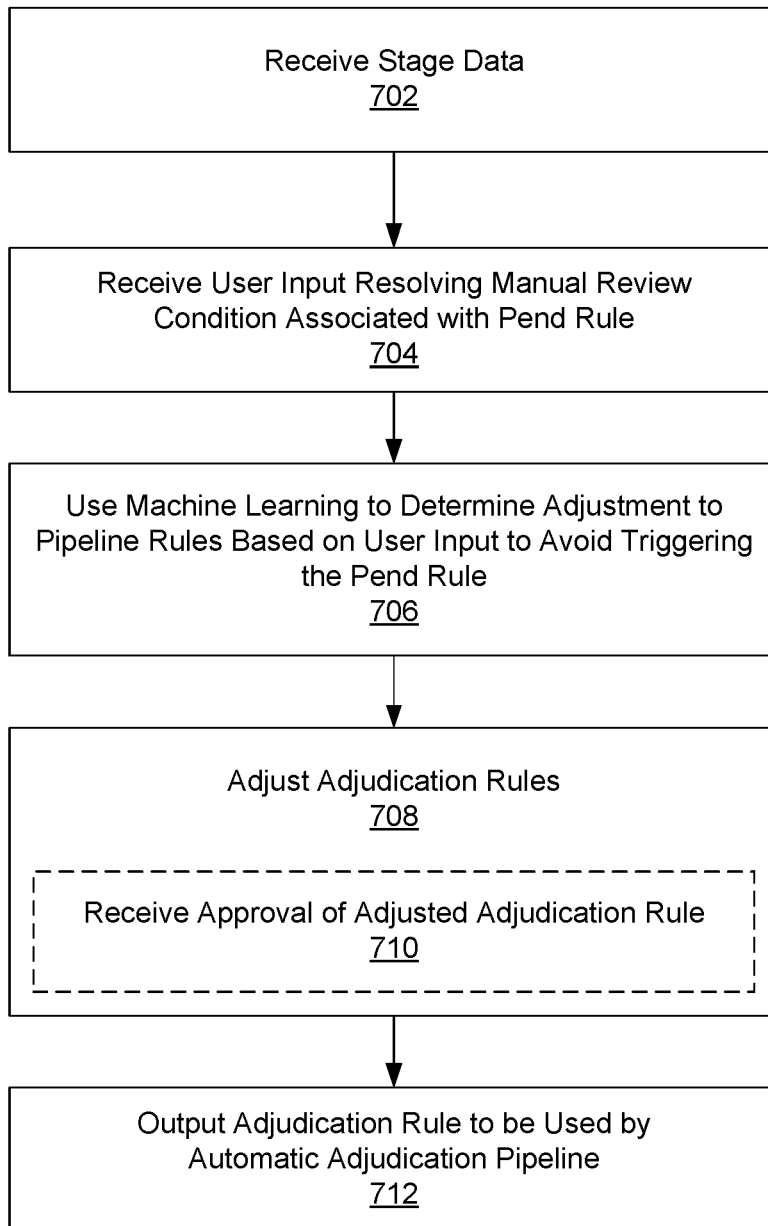 Receive Stage Data
702
Receive User Input Resolving Manual Review
Condition Associated with Pend Rule
704
Use Machine Learning to Determine Adjustment to
Pipeline Rules Based on User Input to Avoid Triggering
the Pend Rule
706
Adjust Adjudication Rules
708
Receive Approval of Adjusted Adjudication Rule
710
Output Adjudication Rule to be Used by
Automatic Adjudication Pipeline
712